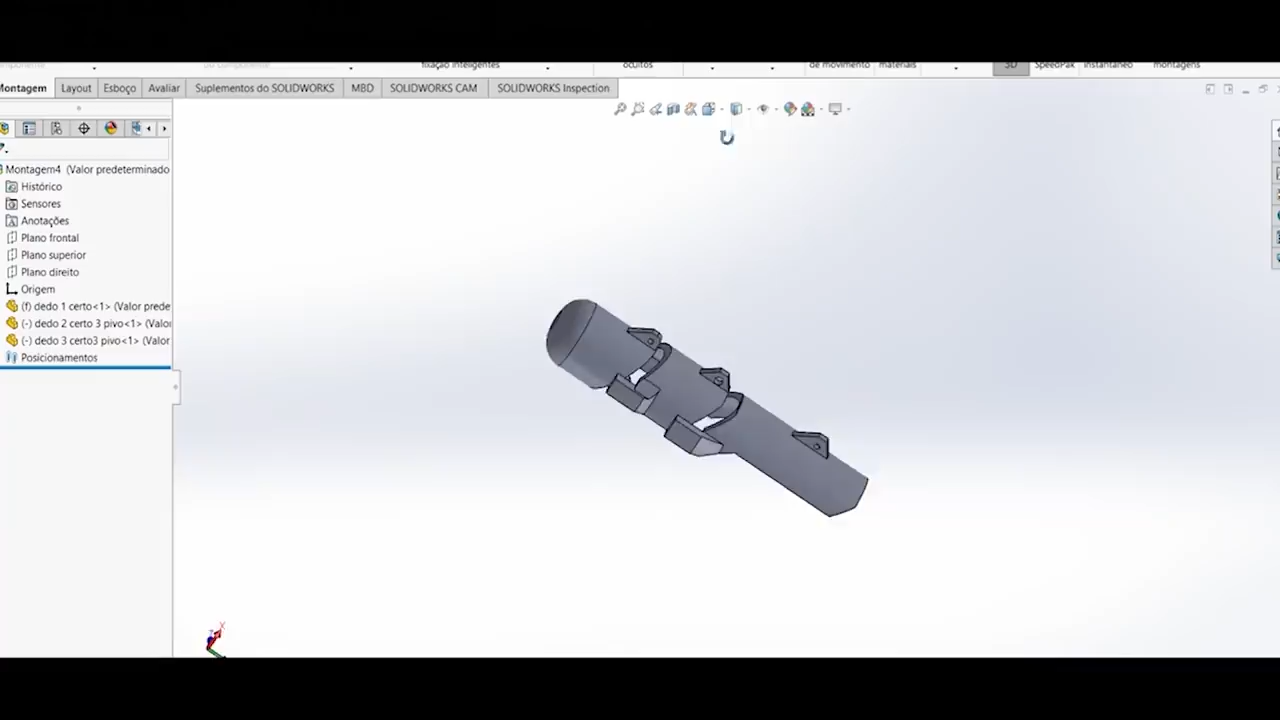 fixação inteligentes ocultos de movimento materiais 3D SpeedPak instantâneo montagens
Montagem Layout Esboço Avaliar Suplementos do SOLIDWORKS MBD SOLIDWORKS CAM SOLIDWORKS Inspection
Montagem4 (Valor predeterminado
Histórico
Sensores
Anotações
Plano frontal
Plano superior
Plano direito
Origem
(f) dedo 1 certo<1> (Valor prede
(-) dedo 2 certo 3 pivo<1> (Valor
(-) dedo 3 certo3 pivo<1> (Valor
Posicionamentos
X